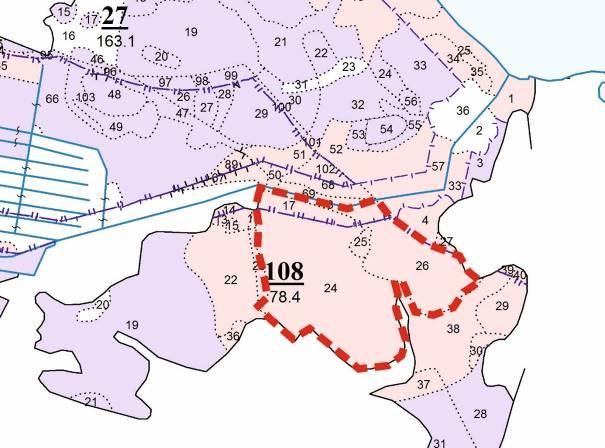 15 17 27
16 163.1 19
21 22 23
20 33 34 25 35
95 46 96
66 103 48 97 98 99 24
26 28 31 30 100
47 27 29 32 56 36 1
49 53 54 55 2
101 52
51 102 57 3
89 50 68 33
69
17 4
14 15 25 27
108
78.4
22 24 26
39 40
29
20 19 36 38
30
37
21 28
31